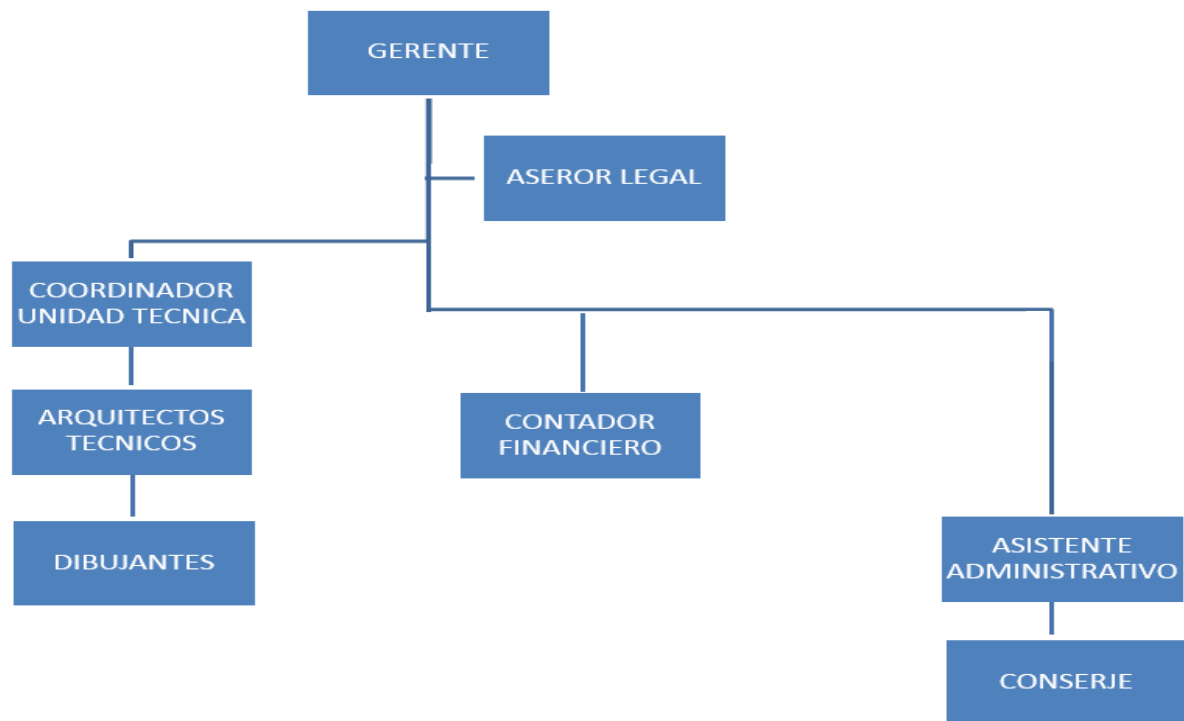 GERENTE
ASEROR LEGAL
COORDINADOR
UNIDAD TECNICA
ARQUITECTOS
TECNICOS
DIBUJANTES
CONTADOR
FINANCIERO
ASISTENTE
ADMINISTRATIVO
CONSERJE